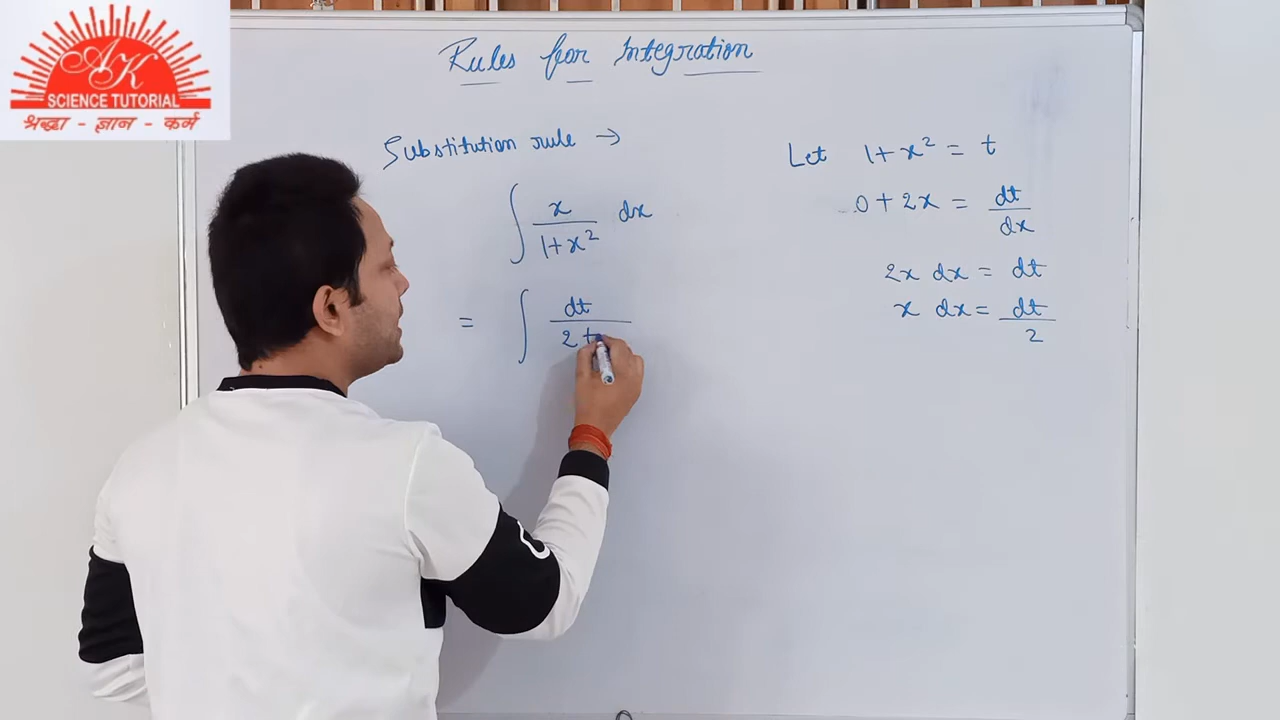 AK
SCIENCE TUTORIAL
श्रद्धा - ज्ञान - कर्म
Rules for Integration
Substitution rule →
∫ x/(1+x²) dx
= ∫ dt/(2t
Let 1+x² = t
0 + 2x = dt/dx
2x dx = dt
x dx = dt/2